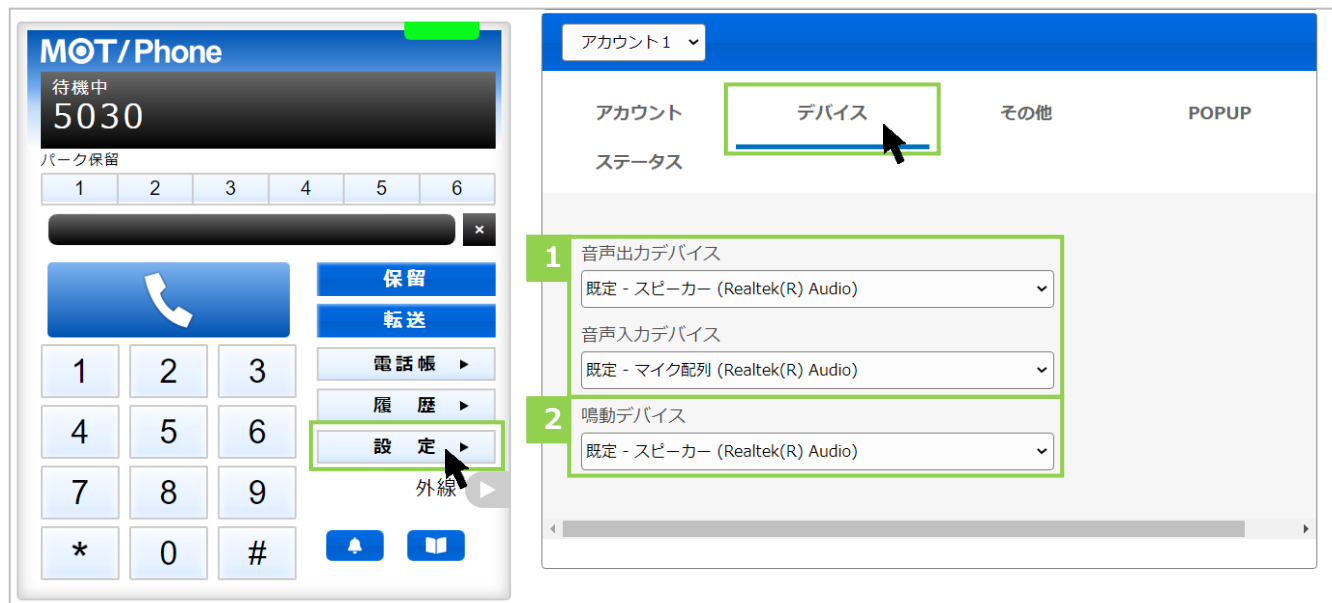 MOT/Phone
待機中
5030
パーク保留
1 2 3 4 5 6
×
保留
転送
電話帳 ▶
履 歴 ▶
設 定 ▶
外線
1 2 3
4 5 6
7 8 9
* 0 #
アカウント1
アカウント デバイス その他 POPUP
ステータス
1
音声出力デバイス
既定 - スピーカー (Realtek(R) Audio)
音声入力デバイス
既定 - マイク配列 (Realtek(R) Audio)
2
鳴動デバイス
既定 - スピーカー (Realtek(R) Audio)